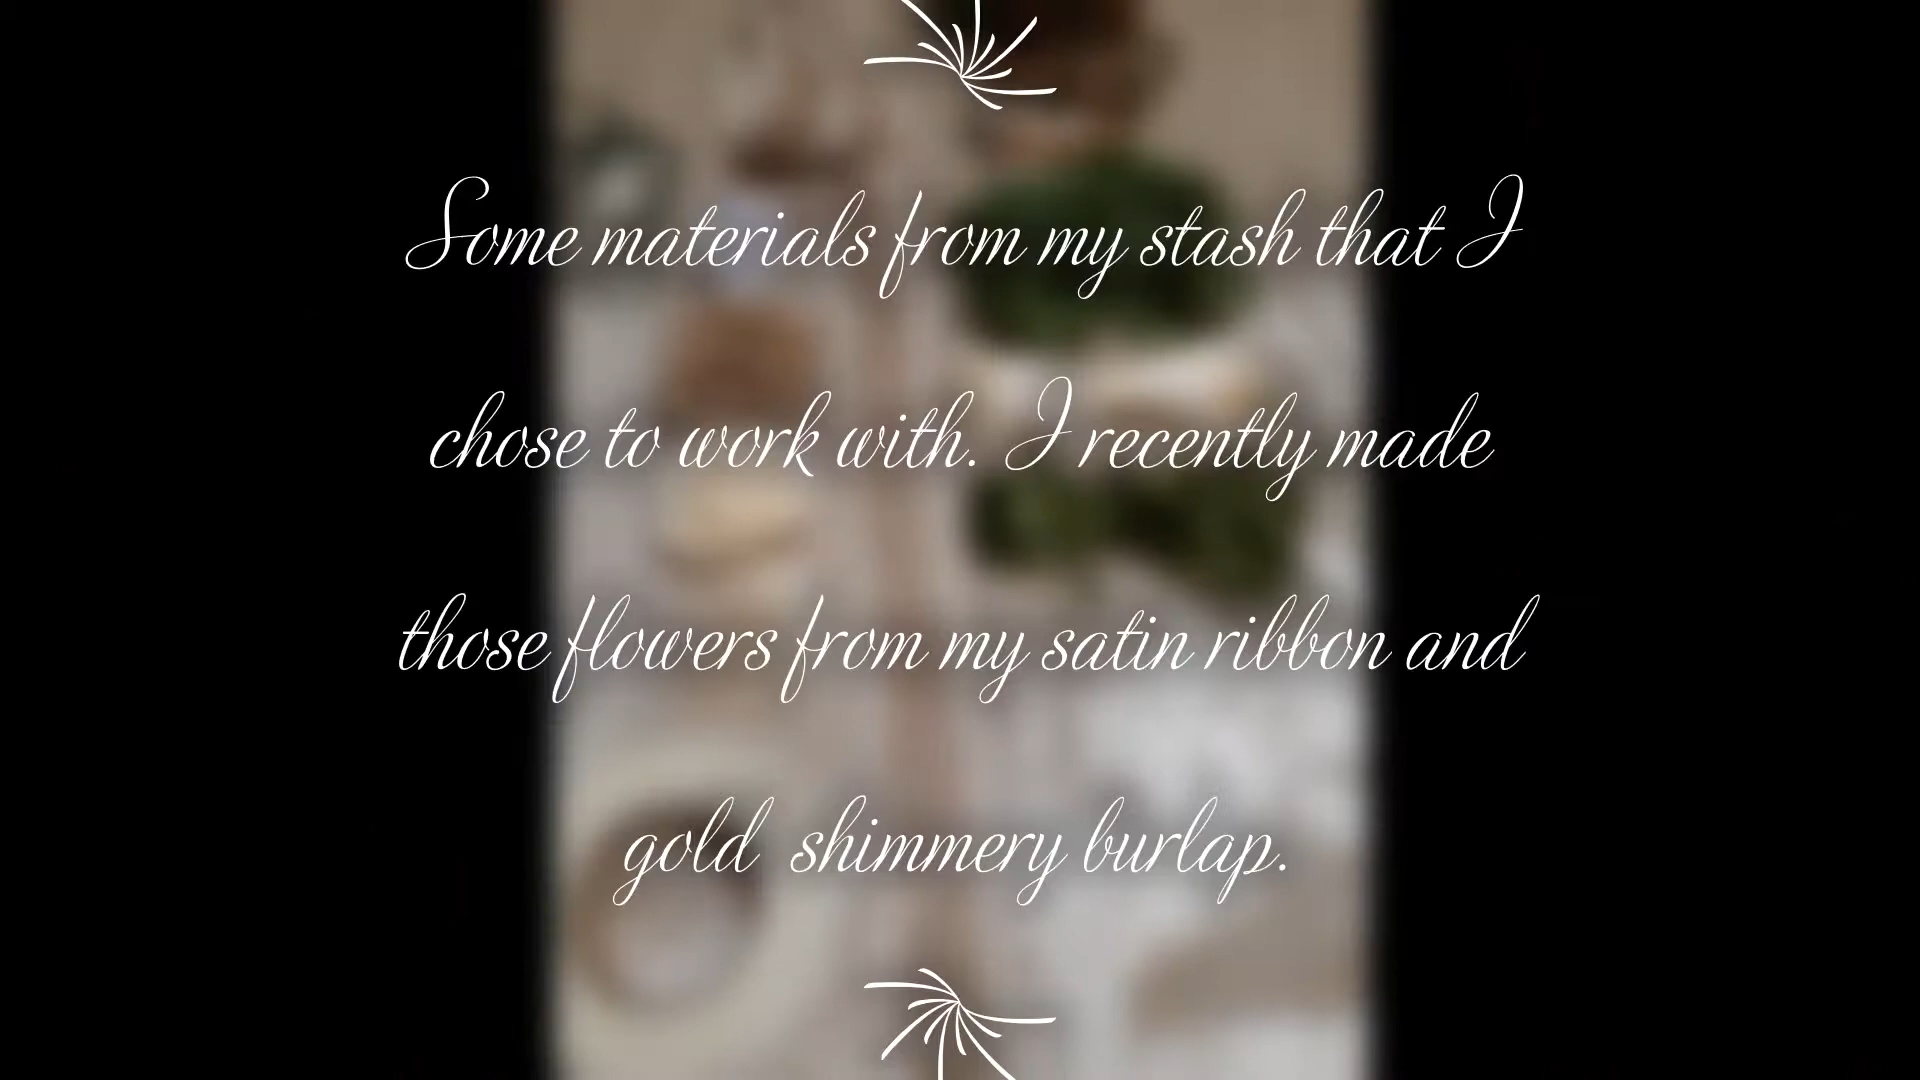 Some materials from my stash that I
chose to work with. I recently made
those flowers from my satin ribbon and
gold  shimmery burlap.